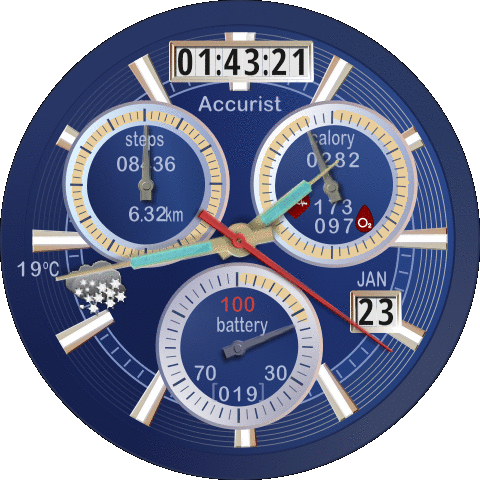 01:43:21
Accurist
steps
6.32km
calory
0282
173
097 O₂
19°C
JAN
23
100
battery
70 30
[019]